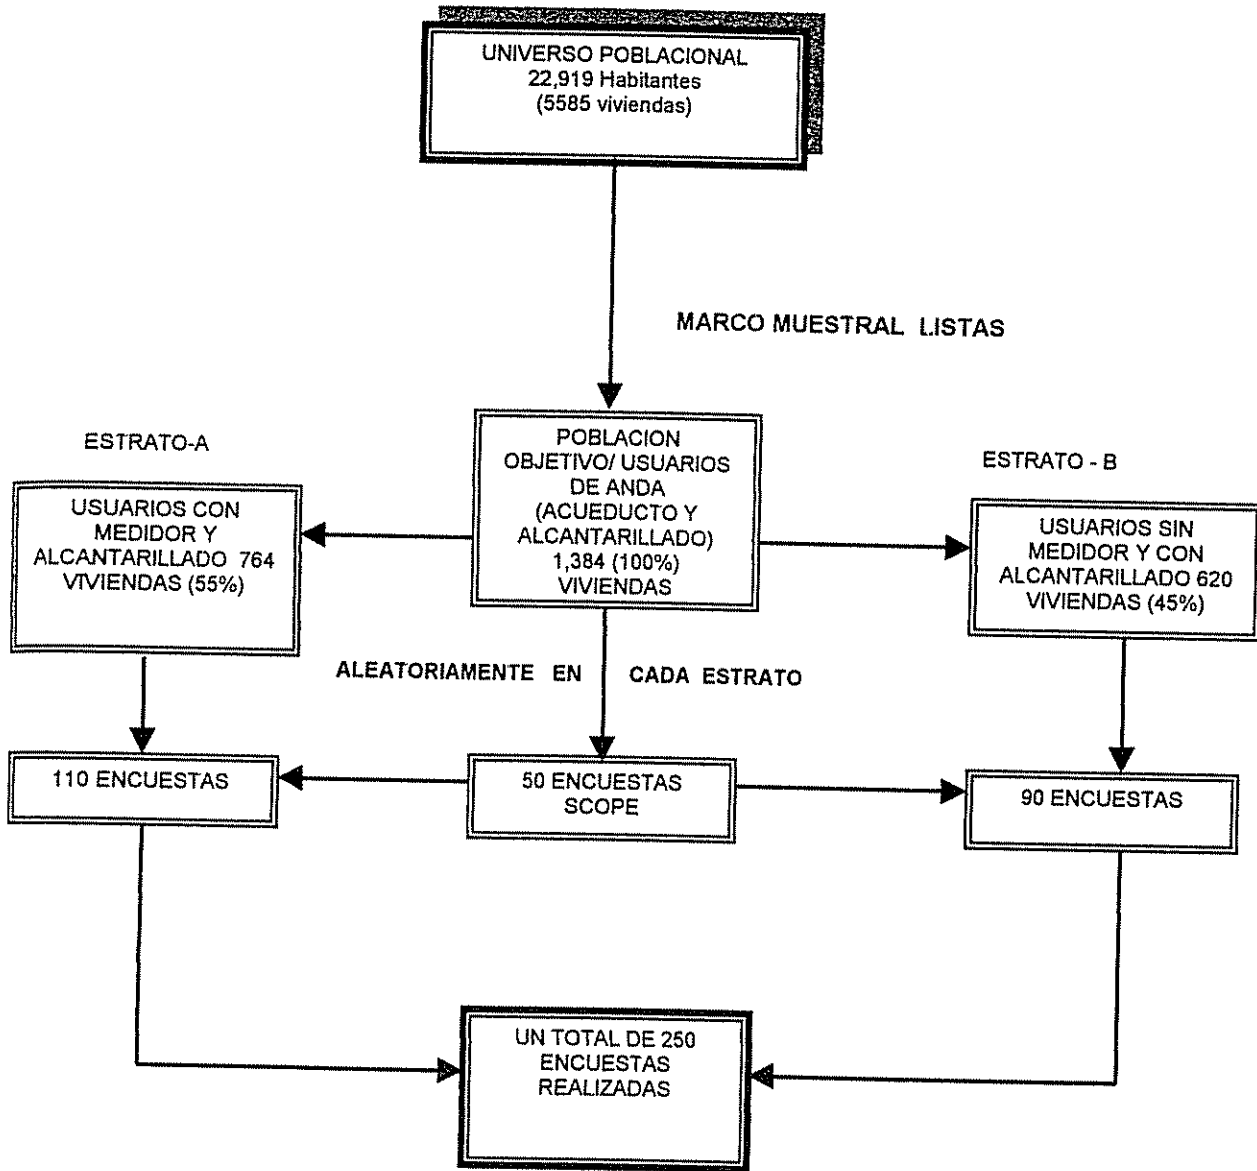 UNIVERSO POBLACIONAL
22,919 Habitantes
(5585 viviendas)
MARCO MUESTRAL LISTAS
ESTRATO-A
POBLACION
OBJETIVO/ USUARIOS
DE ANDA
(ACUEDUCTO Y
ALCANTARILLADO)
1,384 (100%)
VIVIENDAS
ESTRATO - B
USUARIOS CON
MEDIDOR Y
ALCANTARILLADO 764
VIVIENDAS (55%)
USUARIOS SIN
MEDIDOR Y CON
ALCANTARILLADO 620
VIVIENDAS (45%)
ALEATORIAMENTE EN CADA ESTRATO
110 ENCUESTAS
50 ENCUESTAS
SCOPE
90 ENCUESTAS
UN TOTAL DE 250
ENCUESTAS
REALIZADAS